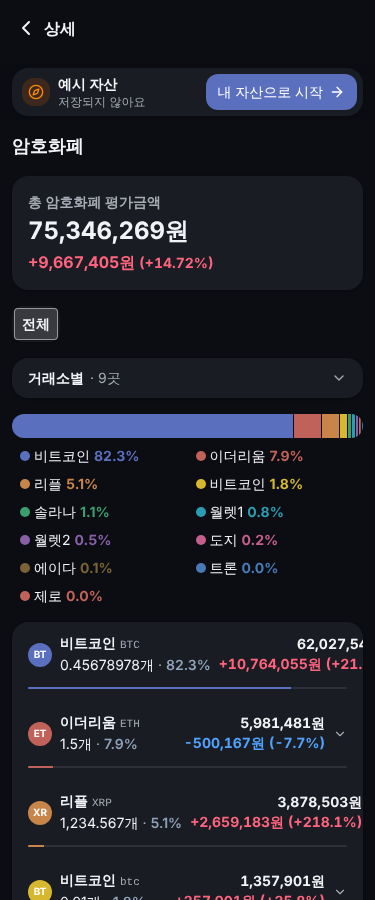 상세
예시 자산
저장되지 않아요
내 자산으로 시작 →
암호화폐
총 암호화폐 평가금액
75,346,269원
+9,667,405원 (+14.72%)
전체
거래소별 · 9곳
비트코인 82.3% 이더리움 7.9%
리플 5.1% 비트코인 1.8%
솔라나 1.1% 월렛1 0.8%
월렛2 0.5% 도지 0.2%
에이다 0.1% 트론 0.0%
제로 0.0%
BT 비트코인 BTC 62,027,54
0.45678978개 · 82.3% +10,764,055원 (+21.
ET 이더리움 ETH 5,981,481원
1.5개 · 7.9% -500,167원 (-7.7%)
XR 리플 XRP 3,878,503원
1,234.567개 · 5.1% +2,659,183원 (+218.1%)
BT 비트코인 btc 1,357,901원